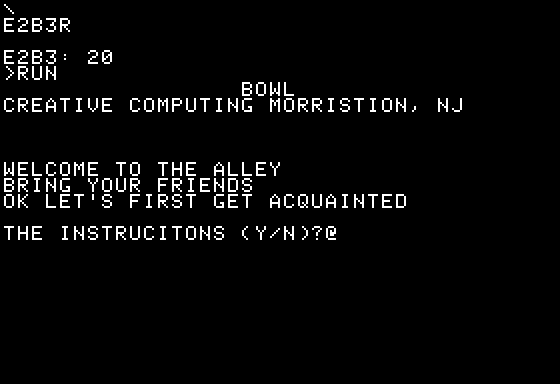 \
E2B3R
E2B3: 20
>RUN
BOWL
CREATIVE COMPUTING MORRISTION, NJ
WELCOME TO THE ALLEY
BRING YOUR FRIENDS
OK LET'S FIRST GET ACQUAINTED
THE INSTRUCITONS (Y/N)?@